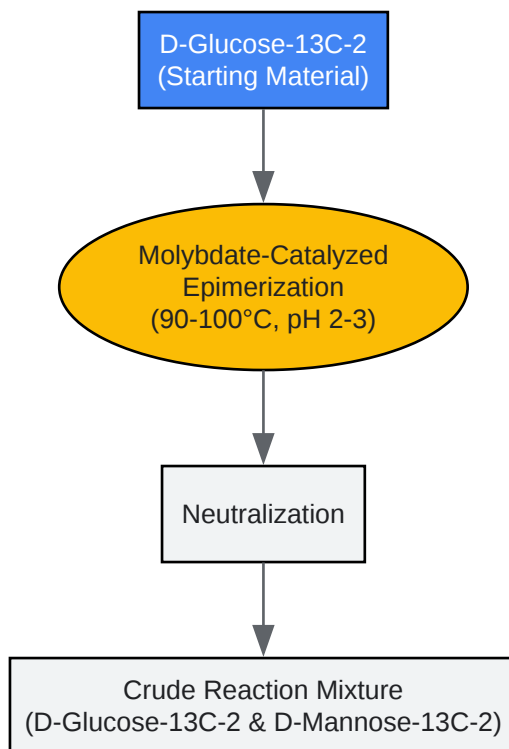 D-Glucose-13C-2
(Starting Material)
Molybdate-Catalyzed
Epimerization
(90-100°C, pH 2-3)
Neutralization
Crude Reaction Mixture
(D-Glucose-13C-2 & D-Mannose-13C-2)